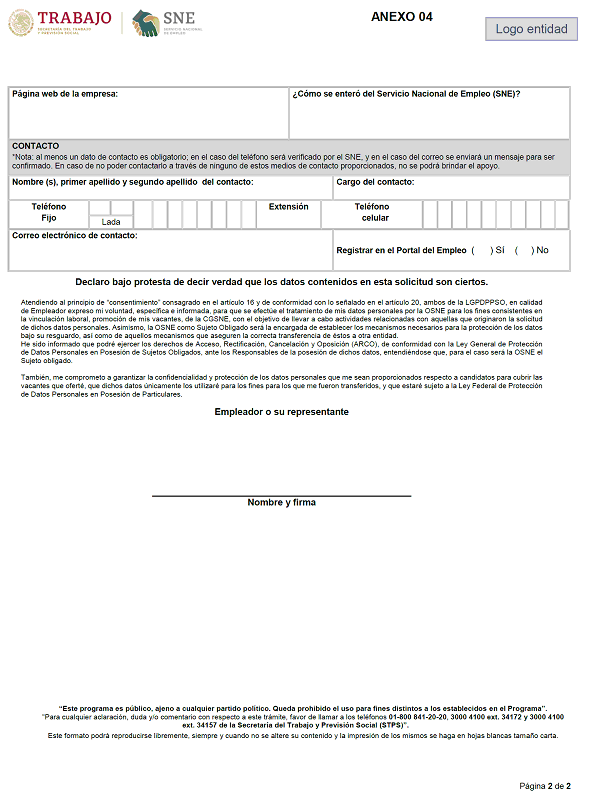 TRABAJO
SECRETARÍA DEL TRABAJO
Y PREVISIÓN SOCIAL
SNE
SERVICIO NACIONAL
DE EMPLEO
ANEXO 04
Logo entidad
Página web de la empresa:
¿Cómo se enteró del Servicio Nacional de Empleo (SNE)?
CONTACTO
*Nota: al menos un dato de contacto es obligatorio; en el caso del teléfono será verificado por el SNE, y en el caso del correo se enviará un mensaje para ser
confirmado. En caso de no poder contactarlo a través de ninguno de estos medios de contacto proporcionados, no se podrá brindar el apoyo.
Nombre (s), primer apellido y segundo apellido del contacto:
Cargo del contacto:
Teléfono
Fijo
Lada
Extensión
Teléfono
celular
Correo electrónico de contacto:
Registrar en el Portal del Empleo ( ) Sí ( ) No
Declaro bajo protesta de decir verdad que los datos contenidos en esta solicitud son ciertos.
Atendiendo al principio de "consentimiento" consagrado en el artículo 16 y de conformidad con lo señalado en el artículo 20, ambos de la LGPDPPSO, en calidad
de Empleador expreso mi voluntad, específica e informada, para que se efectúe el tratamiento de mis datos personales por la OSNE para los fines consistentes en
la vinculación laboral, promoción de mis vacantes, de la CGSNE, con el objetivo de llevar a cabo actividades relacionadas con aquellas que originaron la solicitud
de dichos datos personales. Asimismo, la OSNE como Sujeto Obligado será la encargada de establecer los mecanismos necesarios para la protección de los datos
bajo su resguardo, así como de aquellos mecanismos que aseguren la correcta transferencia de éstos a otra entidad.
He sido informado que podré ejercer los derechos de Acceso, Rectificación, Cancelación y Oposición (ARCO), de conformidad con la Ley General de Protección
de Datos Personales en Posesión de Sujetos Obligados, ante los Responsables de la posesión de dichos datos, entendiéndose que, para el caso será la OSNE el
Sujeto obligado.
También, me comprometo a garantizar la confidencialidad y protección de los datos personales que me sean proporcionados respecto a candidatos para cubrir las
vacantes que oferté, que dichos datos únicamente los utilizaré para los fines para los que me fueron transferidos, y que estaré sujeto a la Ley Federal de Protección
de Datos Personales en Posesión de Particulares.
Empleador o su representante
Nombre y firma
"Este programa es público, ajeno a cualquier partido político. Queda prohibido el uso para fines distintos a los establecidos en el Programa".
"Para cualquier aclaración, duda y/o comentario con respecto a este trámite, favor de llamar a los teléfonos 01-800 841-20-20, 3000 4100 ext. 34172 y 3000 4100
ext. 34157 de la Secretaría del Trabajo y Previsión Social (STPS)".
Este formato podrá reproducirse libremente, siempre y cuando no se altere su contenido y la impresión de los mismos se haga en hojas blancas tamaño carta.
Página 2 de 2